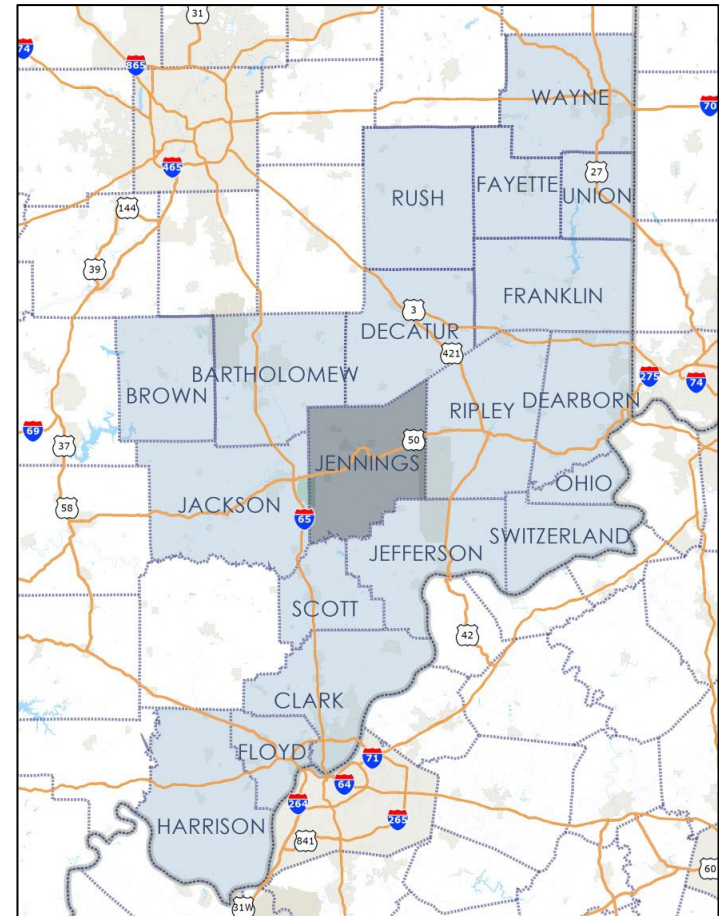 31
74
865
WAYNE
70
465
FAYETTE
27
RUSH
UNION
144
39
FRANKLIN
3
DECATUR
421
BARTHOLOMEW
275
74
BROWN
DEARBORN
RIPLEY
69
37
50
JENNINGS
OHIO
58
JACKSON
65
SWITZERLAND
JEFFERSON
SCOTT
42
CLARK
FLOYD
71
64
264
265
HARRISON
841
60
31W